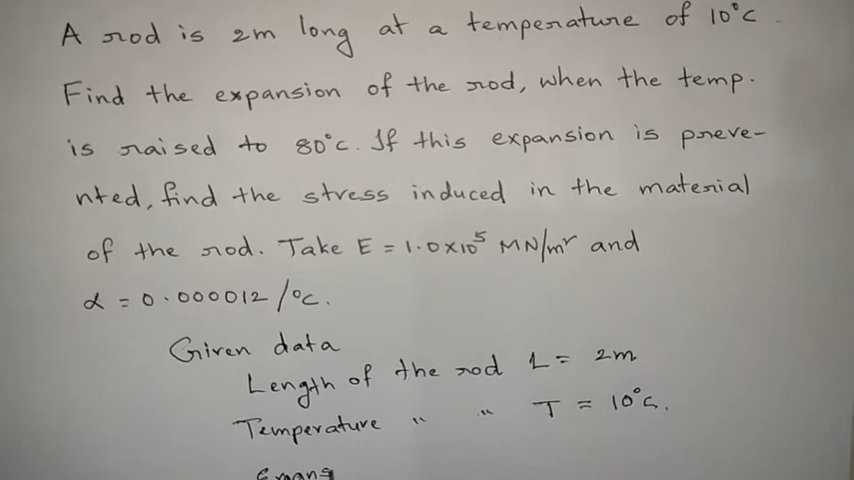 A rod is 2m long at a temperature of 10°C.
Find the expansion of the rod, when the temp.
is raised to 80°C. If this expansion is preve-
nted, find the stress induced in the material
of the rod. Take E = 1.0×10⁵ MN/m² and
α = 0.000012 /°C.
Given data
Length of the rod L = 2m
Temperature " " T = 10°C.